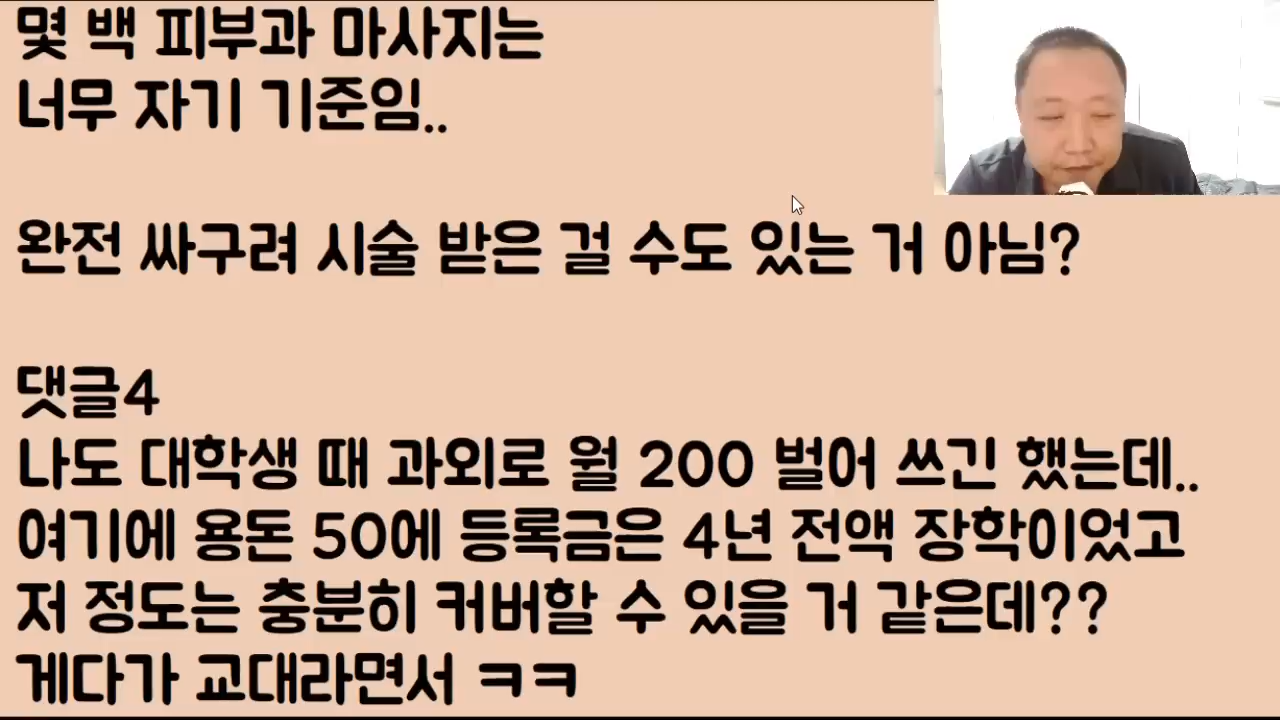 몇 백 피부과 마사지는
너무 자기 기준임..
완전 싸구려 시술 받은 걸 수도 있는 거 아님?
댓글4
나도 대학생 때 과외로 월 200 벌어 쓰긴 했는데..
여기에 용돈 50에 등록금은 4년 전액 장학이었고
저 정도는 충분히 커버할 수 있을 거 같은데??
게다가 교대라면서 ㅋㅋ